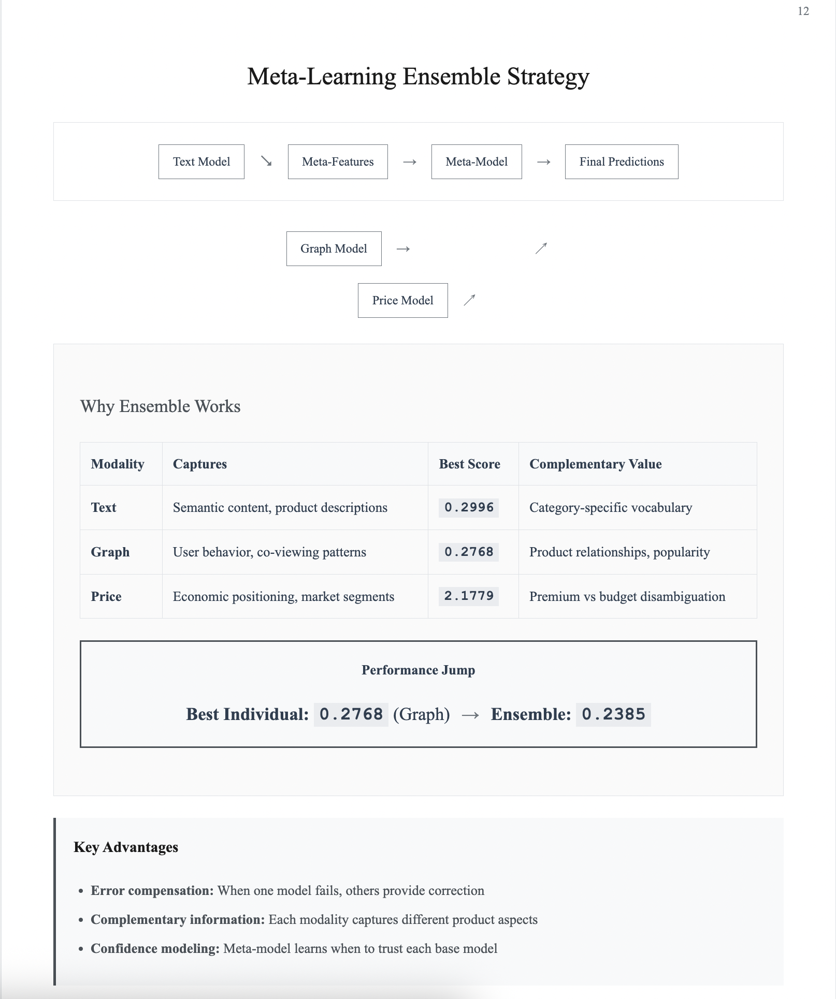 12
Meta-Learning Ensemble Strategy
Text Model ↘ Meta-Features → Meta-Model → Final Predictions
Graph Model → ↗
Price Model ↗
Why Ensemble Works
Modality Captures Best Score Complementary Value
Text Semantic content, product descriptions 0.2996 Category-specific vocabulary
Graph User behavior, co-viewing patterns 0.2768 Product relationships, popularity
Price Economic positioning, market segments 2.1779 Premium vs budget disambiguation
Performance Jump
Best Individual: 0.2768 (Graph) → Ensemble: 0.2385
Key Advantages
• Error compensation: When one model fails, others provide correction
• Complementary information: Each modality captures different product aspects
• Confidence modeling: Meta-model learns when to trust each base model